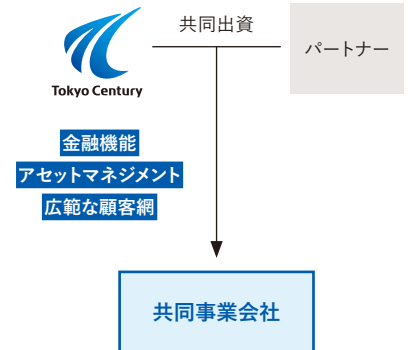 共同出資
パートナー
Tokyo Century
金融機能
アセットマネジメント
広範な顧客網
共同事業会社